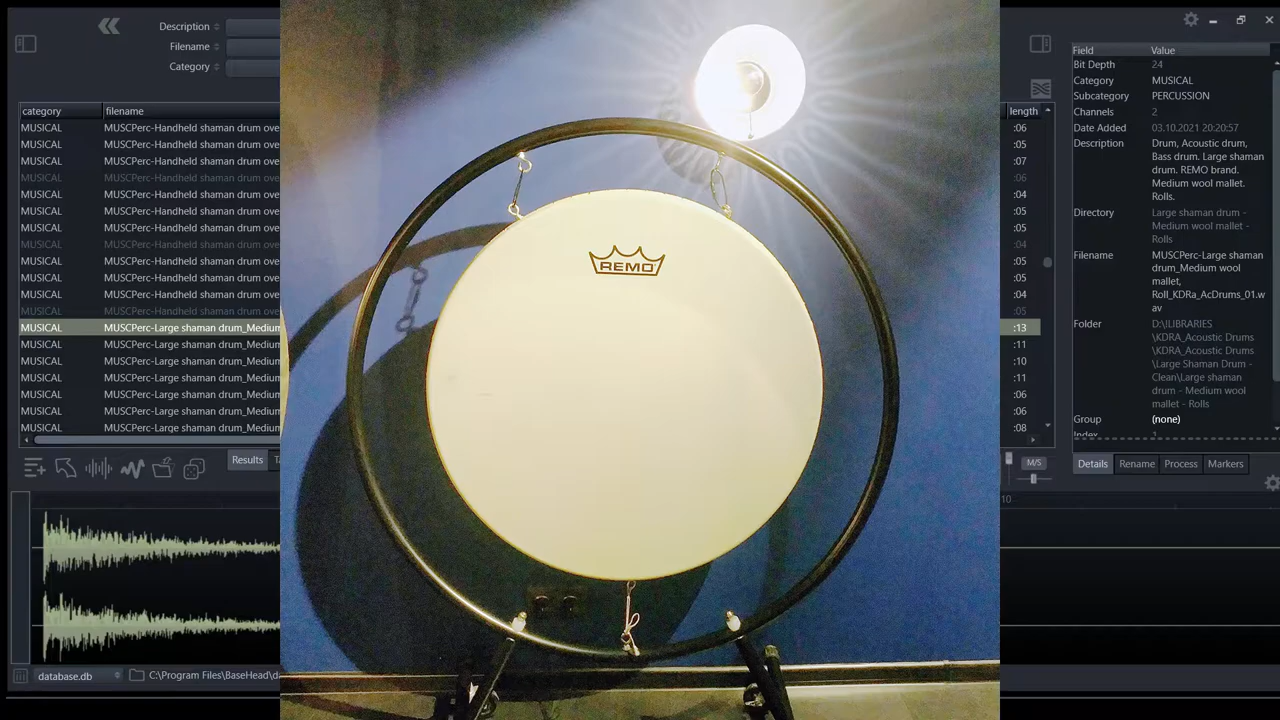 Description
Filename
Category
category filename
MUSICAL MUSCPerc-Handheld shaman drum ove
MUSICAL MUSCPerc-Handheld shaman drum ove
MUSICAL MUSCPerc-Handheld shaman drum ove
MUSICAL MUSCPerc-Handheld shaman drum ove
MUSICAL MUSCPerc-Handheld shaman drum ove
MUSICAL MUSCPerc-Handheld shaman drum ove
MUSICAL MUSCPerc-Handheld shaman drum ove
MUSICAL MUSCPerc-Handheld shaman drum ove
MUSICAL MUSCPerc-Handheld shaman drum ove
MUSICAL MUSCPerc-Handheld shaman drum ove
MUSICAL MUSCPerc-Handheld shaman drum ove
MUSICAL MUSCPerc-Handheld shaman drum ove
MUSICAL MUSCPerc-Large shaman drum_Medium
MUSICAL MUSCPerc-Large shaman drum_Medium
MUSICAL MUSCPerc-Large shaman drum_Medium
MUSICAL MUSCPerc-Large shaman drum_Medium
MUSICAL MUSCPerc-Large shaman drum_Medium
MUSICAL MUSCPerc-Large shaman drum_Medium
MUSICAL MUSCPerc-Large shaman drum_Medium
Results
database.db C:\Program Files\BaseHead\da
REMO
length
:06
:05
:07
:06
:04
:05
:05
:04
:05
:05
:04
:05
:13
:11
:10
:11
:06
:06
:08
M/S
10
Field Value
Bit Depth 24
Category MUSICAL
Subcategory PERCUSSION
Channels 2
Date Added 03.10.2021 20:20:57
Description Drum, Acoustic drum,
Bass drum. Large shaman
drum. REMO brand.
Medium wool mallet.
Rolls.
Directory Large shaman drum -
Medium wool mallet -
Rolls
Filename MUSCPerc-Large shaman
drum_Medium wool
mallet,
Roll_KDRa_AcDrums_01.w
av
Folder D:\!LIBRARIES
\KDRA_Acoustic Drums
\KDRA_Acoustic Drums
\Large Shaman Drum -
Clean\Large shaman
drum - Medium wool
mallet - Rolls
Group (none)
Index 1
Details Rename Process Markers